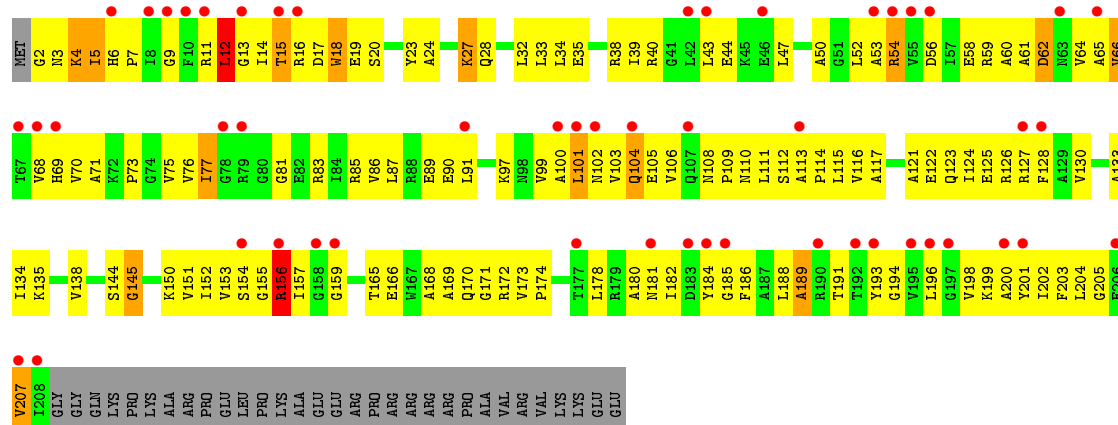 MET G2 N3 K4 I5 H6 P7 I8 G9 F10 R11 L12 G13 I14 T15 R16 D17 W18 E19 S20 Y23 A24 K27 Q28 L32 L33 L34 E35 R38 I39 R40 G41 L42 L43 E44 K45 E46 L47 A50 G51 L52 A53 R54 V55 D56 I57 E58 R59 A60 A61 D62 N63 V64 A65 V66
T67 V68 H69 V70 A71 K72 P73 G74 V75 V76 I77 G78 R79 G80 G81 E82 R83 I84 R85 V86 L87 R88 E89 E90 L91 K97 N98 V99 A100 L101 N102 V103 Q104 E105 V106 Q107 N108 P109 N110 L111 S112 A113 P114 L115 V116 A117 A121 E122 Q123 I124 E125 R126 R127 F128 A129 V130 A133
I134 K135 V138 S144 G145 K150 V151 I152 V153 S154 G155 R156 I157 G158 G159 T165 E166 W167 A168 A169 Q170 G171 R172 V173 P174 T177 L178 R179 A180 N181 I182 D183 Y184 G185 F186 A187 L188 A189 R190 T191 T192 Y193 G194 V195 L196 G197 V198 K199 A200 Y201 I202 F203 L204 G205 E206
V207 I208 GLY GLY GLN LYS PRO LYS ALA ARG PRO GLU LEU PRO LYS ALA GLU GLU ARG PRO ARG ARG ARG ARG PRO ALA VAL ARG VAL LYS LYS GLU GLU